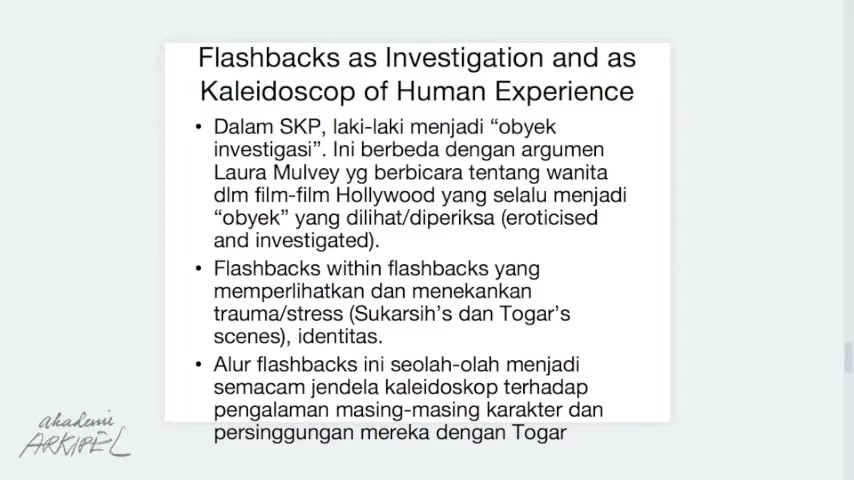 Flashbacks as Investigation and as
Kaleidoscop of Human Experience
• Dalam SKP, laki-laki menjadi “obyek
investigasi”. Ini berbeda dengan argumen
Laura Mulvey yg berbicara tentang wanita
dlm film-film Hollywood yang selalu menjadi
“obyek” yang dilihat/diperiksa (eroticised
and investigated).
• Flashbacks within flashbacks yang
memperlihatkan dan menekankan
trauma/stress (Sukarsih’s dan Togar’s
scenes), identitas.
• Alur flashbacks ini seolah-olah menjadi
semacam jendela kaleidoskop terhadap
pengalaman masing-masing karakter dan
persinggungan mereka dengan Togar
akademi
ARKIPEL